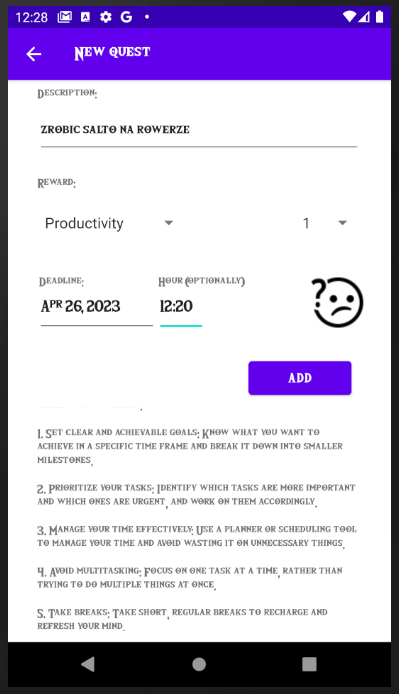 12:28
New quest
Description:
zrobic salto na rowerze
Reward:
Productivity 1
Deadline: Hour (optionally)
Apr 26, 2023 12:20
ADD
1. Set clear and achievable goals: Know what you want to
achieve in a specific time frame and break it down into smaller
milestones.
2. Prioritize your tasks: Identify which tasks are more important
and which ones are urgent, and work on them accordingly.
3. Manage your time effectively: Use a planner or scheduling tool
to manage your time and avoid wasting it on unnecessary things.
4. Avoid multitasking: Focus on one task at a time, rather than
trying to do multiple things at once.
5. Take breaks: Take short, regular breaks to recharge and
refresh your mind.